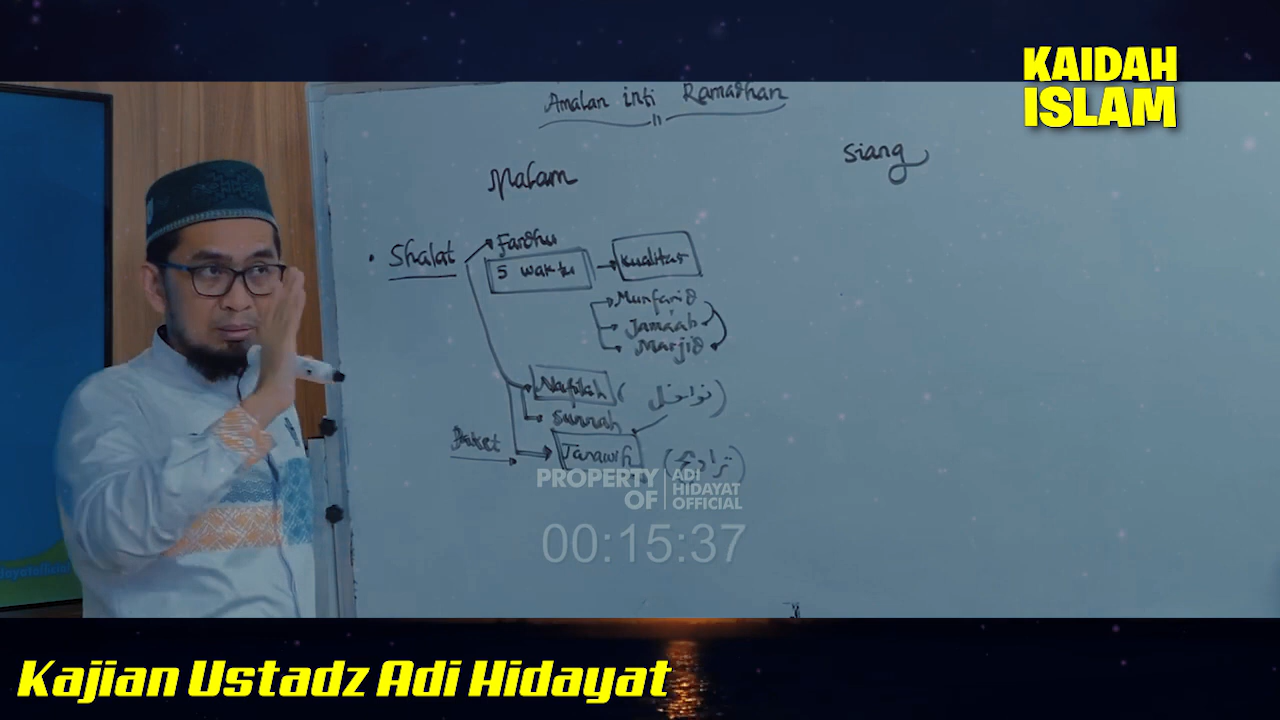 KAIDAH
ISLAM
Amalan inti Ramadhan
Malam
Siang
Shalat
Fardhu
5 waktu
kualitas
Munfarid
Jamaah
Masjid
Nafilah (نوافل)
Sunnah
Paket
Tarawih (تراويح)
PROPERTY OF
ADI HIDAYAT OFFICIAL
00:15:37
Kajian Ustadz Adi Hidayat